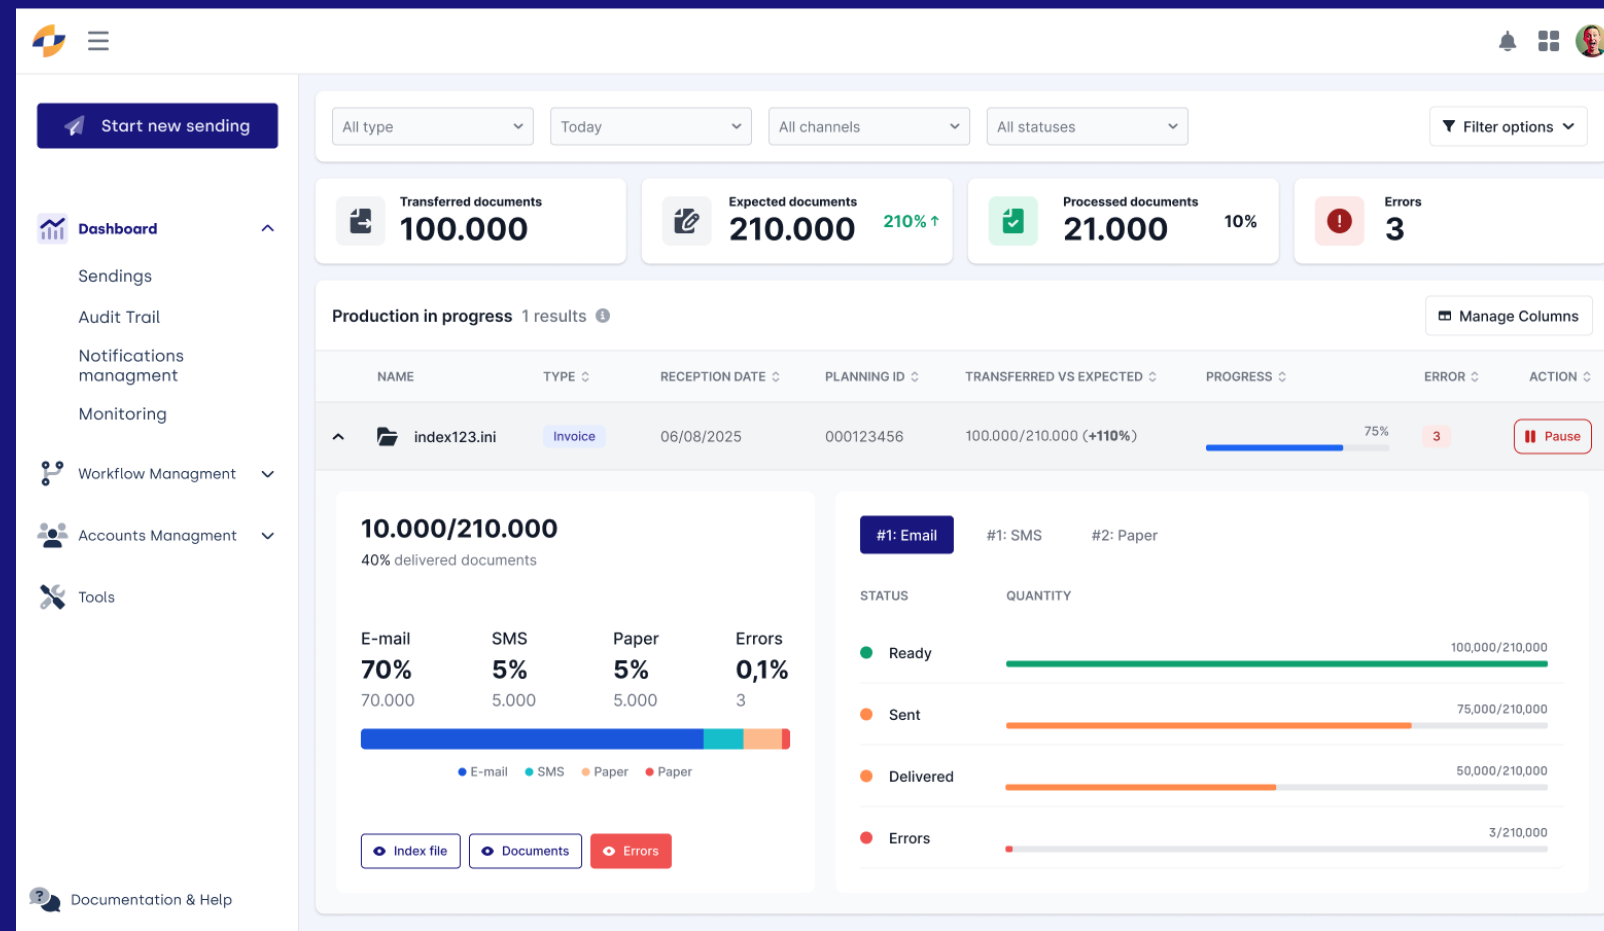 Start new sending
All type
Today
All channels
All statuses
Filter options
Transferred documents
100.000
Expected documents
210.000
210%↑
Processed documents
21.000
10%
Errors
3
Dashboard
Sendings
Audit Trail
Notifications
managment
Monitoring
Workflow Managment
Accounts Managment
Tools
Documentation & Help
Production in progress 1 results
Manage Columns
NAME TYPE RECEPTION DATE PLANNING ID TRANSFERRED VS EXPECTED PROGRESS ERROR ACTION
index123.ini Invoice 06/08/2025 000123456 100.000/210.000 (+110%) 75% 3 Pause
10.000/210.000
40% delivered documents
E-mail SMS Paper Errors
70% 5% 5% 0,1%
70.000 5.000 5.000 3
E-mail SMS Paper Paper
Index file Documents Errors
#1: Email #1: SMS #2: Paper
STATUS QUANTITY
Ready 100,000/210,000
Sent 75,000/210,000
Delivered 50,000/210,000
Errors 3/210,000